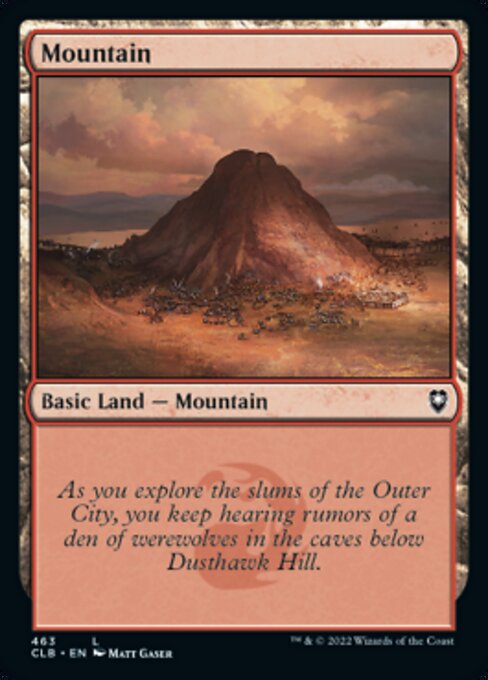 Mountain
Basic Land — Mountain
As you explore the slums of the Outer
City, you keep hearing rumors of a
den of werewolves in the caves below
Dusthawk Hill.
463 L
CLB • EN Matt Gaser
™ & © 2022 Wizards of the Coast